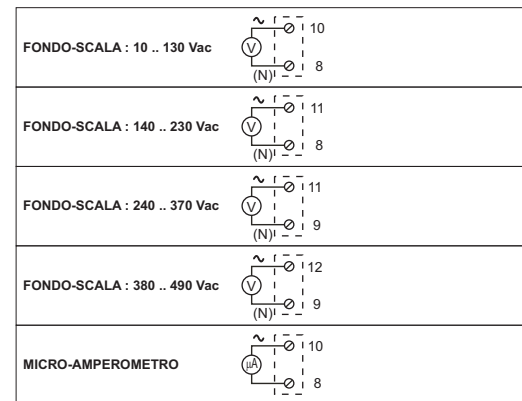 ~ 10
FONDO-SCALA : 10 .. 130 Vac V
8
(N)
~ 11
FONDO-SCALA : 140 .. 230 Vac V
8
(N)
~ 11
FONDO-SCALA : 240 .. 370 Vac V
9
(N)
~ 12
FONDO-SCALA : 380 .. 490 Vac V
9
(N)
~ 10
MICRO-AMPEROMETRO µA
8